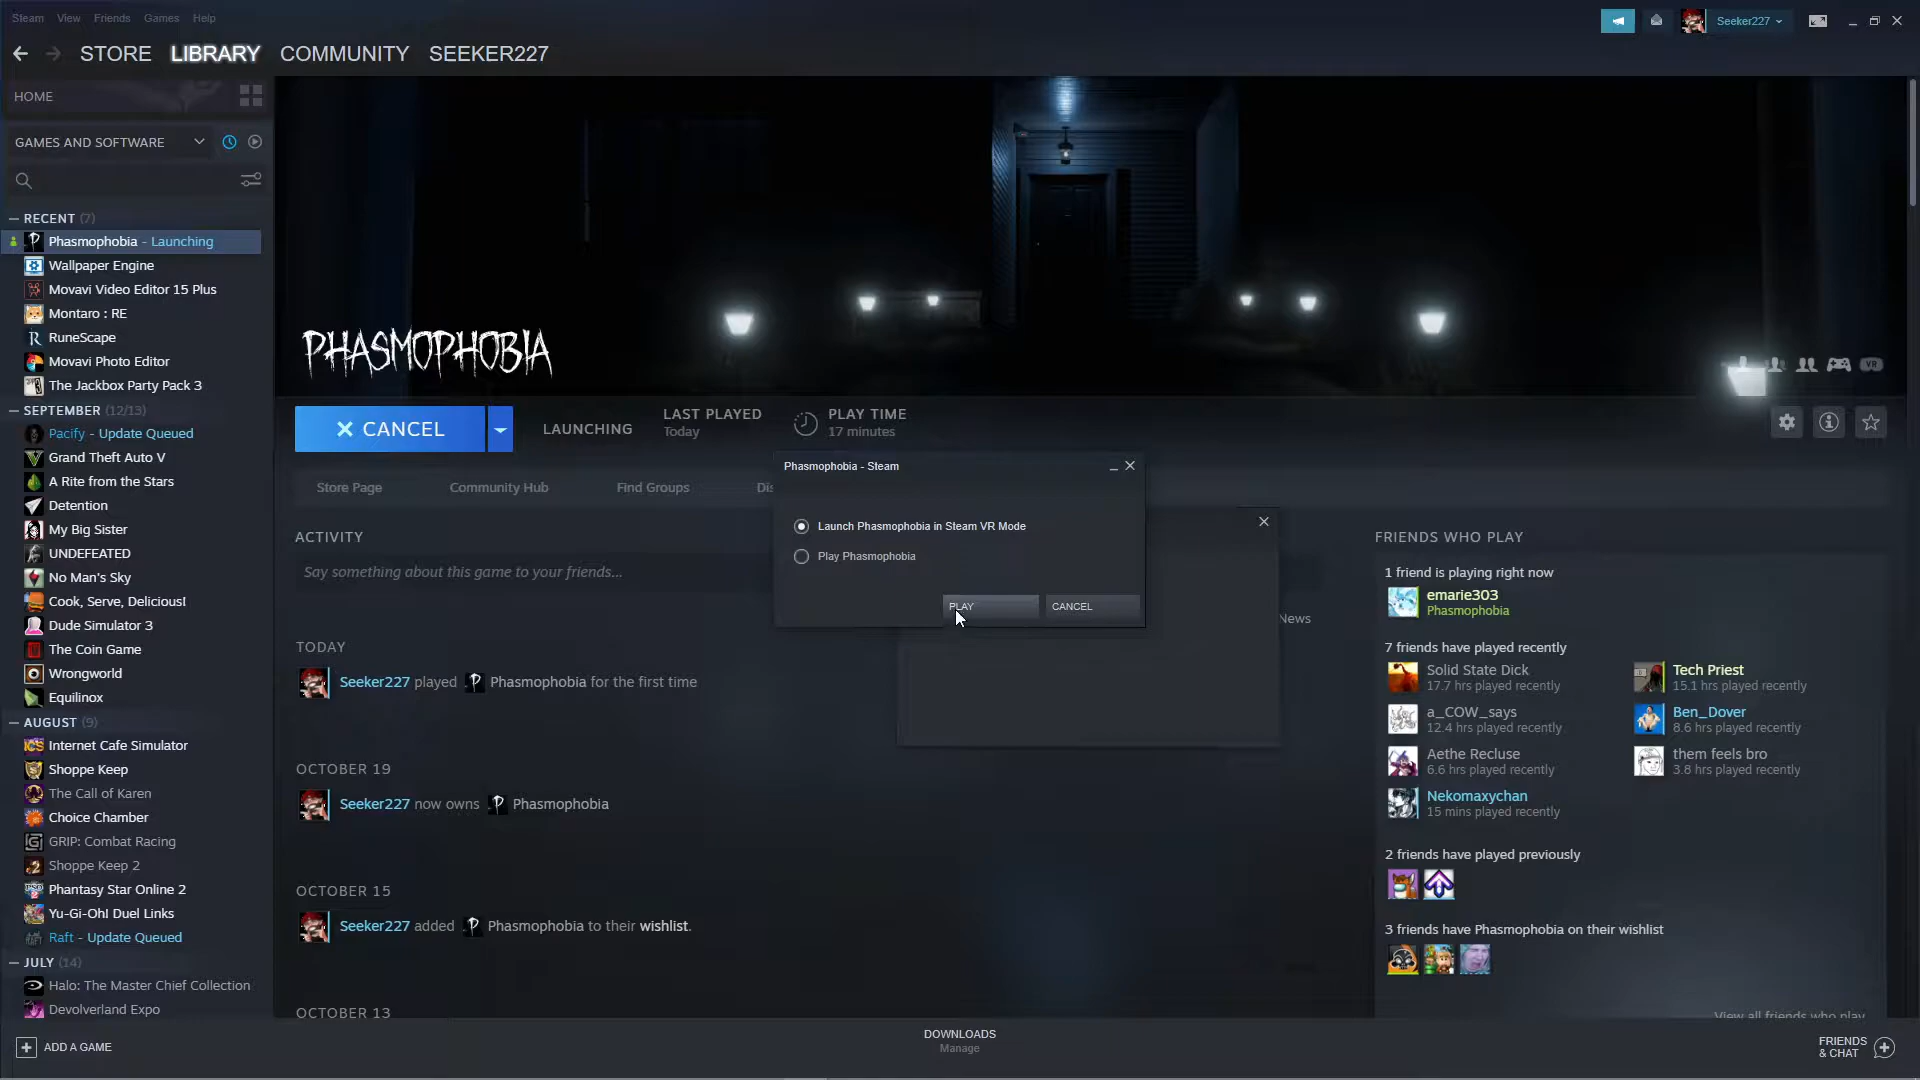 Steam View Friends Games Help
Seeker227
STORE LIBRARY COMMUNITY SEEKER227
HOME
GAMES AND SOFTWARE
RECENT (7)
Phasmophobia - Launching
Wallpaper Engine
Movavi Video Editor 15 Plus
Montaro : RE
RuneScape
Movavi Photo Editor
The Jackbox Party Pack 3
SEPTEMBER (12/13)
Pacify - Update Queued
Grand Theft Auto V
A Rite from the Stars
Detention
My Big Sister
UNDEFEATED
No Man's Sky
Cook, Serve, Delicious!
Dude Simulator 3
The Coin Game
Wrongworld
Equilinox
AUGUST (9)
Internet Cafe Simulator
Shoppe Keep
The Call of Karen
Choice Chamber
GRIP: Combat Racing
Shoppe Keep 2
Phantasy Star Online 2
Yu-Gi-Oh! Duel Links
Raft - Update Queued
JULY (14)
Halo: The Master Chief Collection
Devolverland Expo
ADD A GAME
PHASMOPHOBIA
VR
CANCEL
LAUNCHING
LAST PLAYED
Today
PLAY TIME
17 minutes
Store Page Community Hub Find Groups Dis
Phasmophobia - Steam
Launch Phasmophobia in Steam VR Mode
Play Phasmophobia
PLAY CANCEL
News
ACTIVITY
Say something about this game to your friends...
TODAY
Seeker227 played Phasmophobia for the first time
OCTOBER 19
Seeker227 now owns Phasmophobia
OCTOBER 15
Seeker227 added Phasmophobia to their wishlist.
OCTOBER 13
FRIENDS WHO PLAY
1 friend is playing right now
emarie303
Phasmophobia
7 friends have played recently
Solid State Dick
17.7 hrs played recently
Tech Priest
15.1 hrs played recently
a_COW_says
12.4 hrs played recently
Ben_Dover
8.6 hrs played recently
Aethe Recluse
6.6 hrs played recently
them feels bro
3.8 hrs played recently
Nekomaxychan
15 mins played recently
2 friends have played previously
3 friends have Phasmophobia on their wishlist
View all friends who play
DOWNLOADS
Manage
FRIENDS
& CHAT